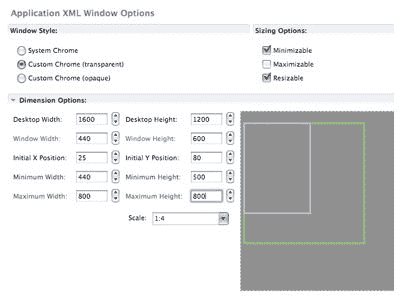 Application XML Window Options
Window Style:
System Chrome
Custom Chrome (transparent)
Custom Chrome (opaque)
Sizing Options:
Minimizable
Maximizable
Resizable
Dimension Options:
Desktop Width: 1600 Desktop Height: 1200
Window Width: 440 Window Height: 600
Initial X Position: 25 Initial Y Position: 80
Minimum Width: 440 Minimum Height: 500
Maximum Width: 800 Maximum Height: 800
Scale: 1:4